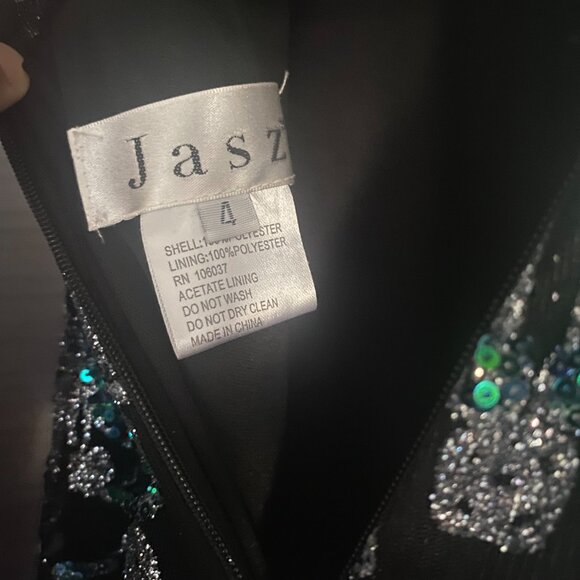 Jasz
4
SHELL:100%POLYESTER
LINING:100%POLYESTER
RN 106037
ACETATE LINING
DO NOT WASH
DO NOT DRY CLEAN
MADE IN CHINA